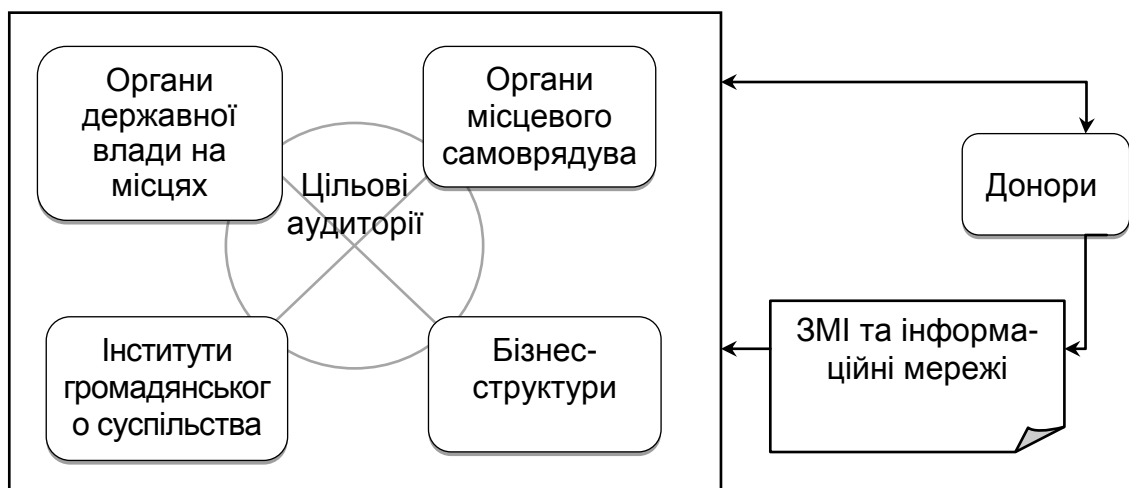 Органи
державної
влади на
місцях
Органи
місцевого
самоврядува
Цільові
аудиторії
Інститути
громадянськог
о суспільства
Бізнес-
структури
Донори
ЗМІ та інформа-
ційні мережі